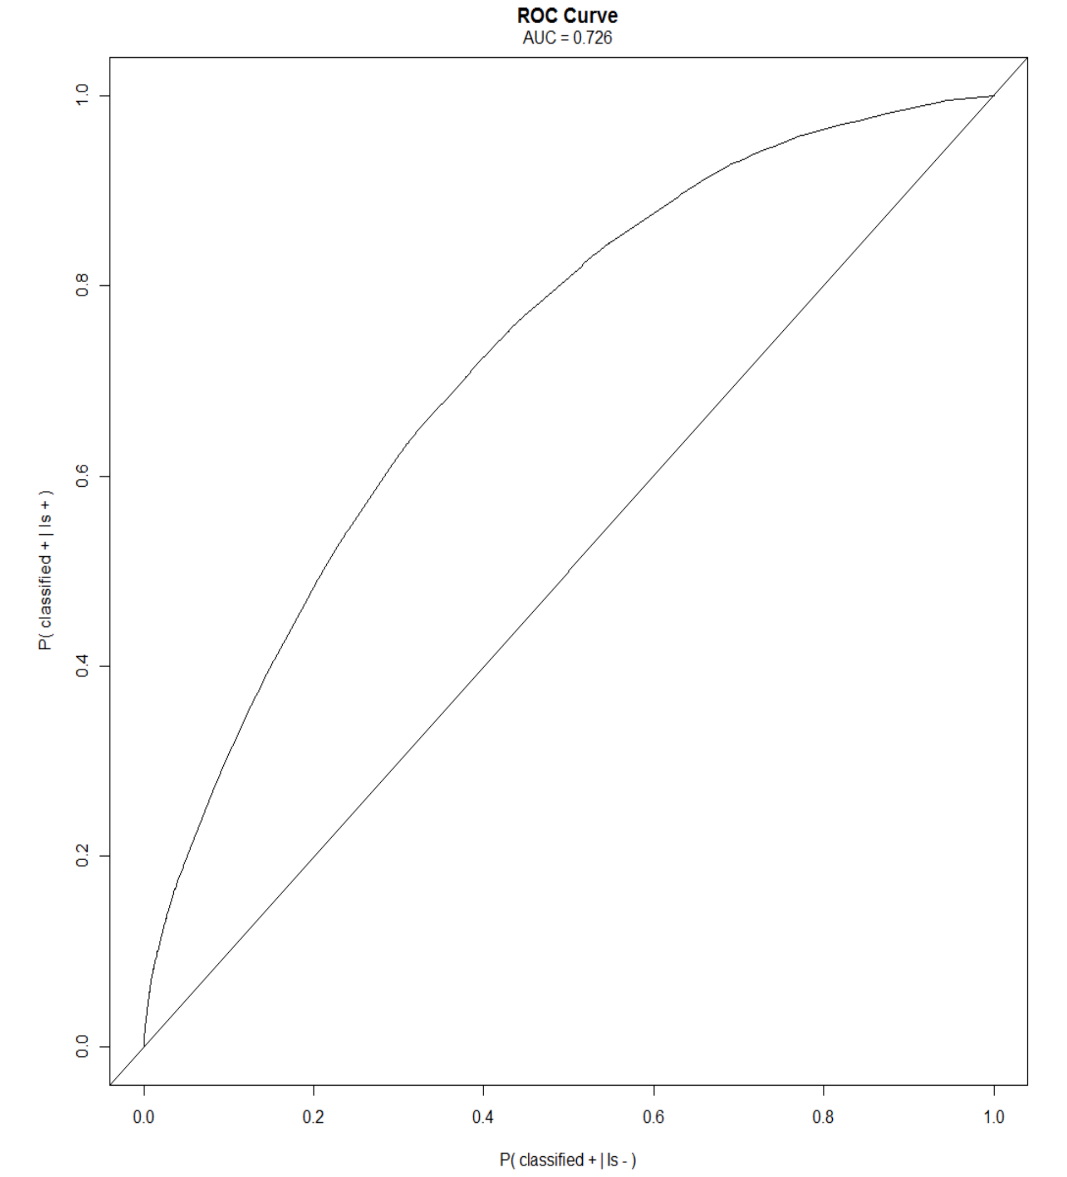 ROC Curve
AUC = 0.726
1.0
0.8
0.6
0.4
0.2
0.0
P( classified + | Is + )
0.0 0.2 0.4 0.6 0.8 1.0
P( classified + | Is - )